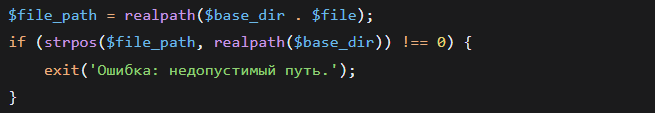 $file_path = realpath($base_dir . $file);
if (strpos($file_path, realpath($base_dir)) !== 0) {
    exit('Ошибка: недопустимый путь.');
}